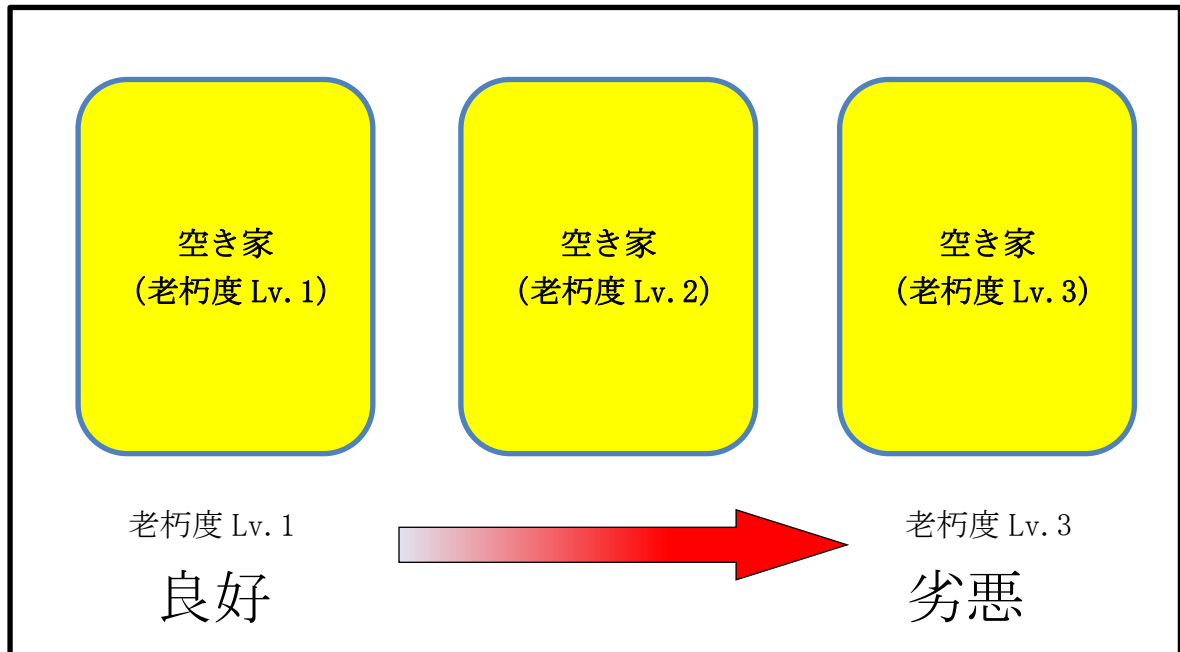 空き家
(老朽度 Lv.1)
空き家
(老朽度 Lv.2)
空き家
(老朽度 Lv.3)
老朽度 Lv.1
良好
老朽度 Lv.3
劣悪